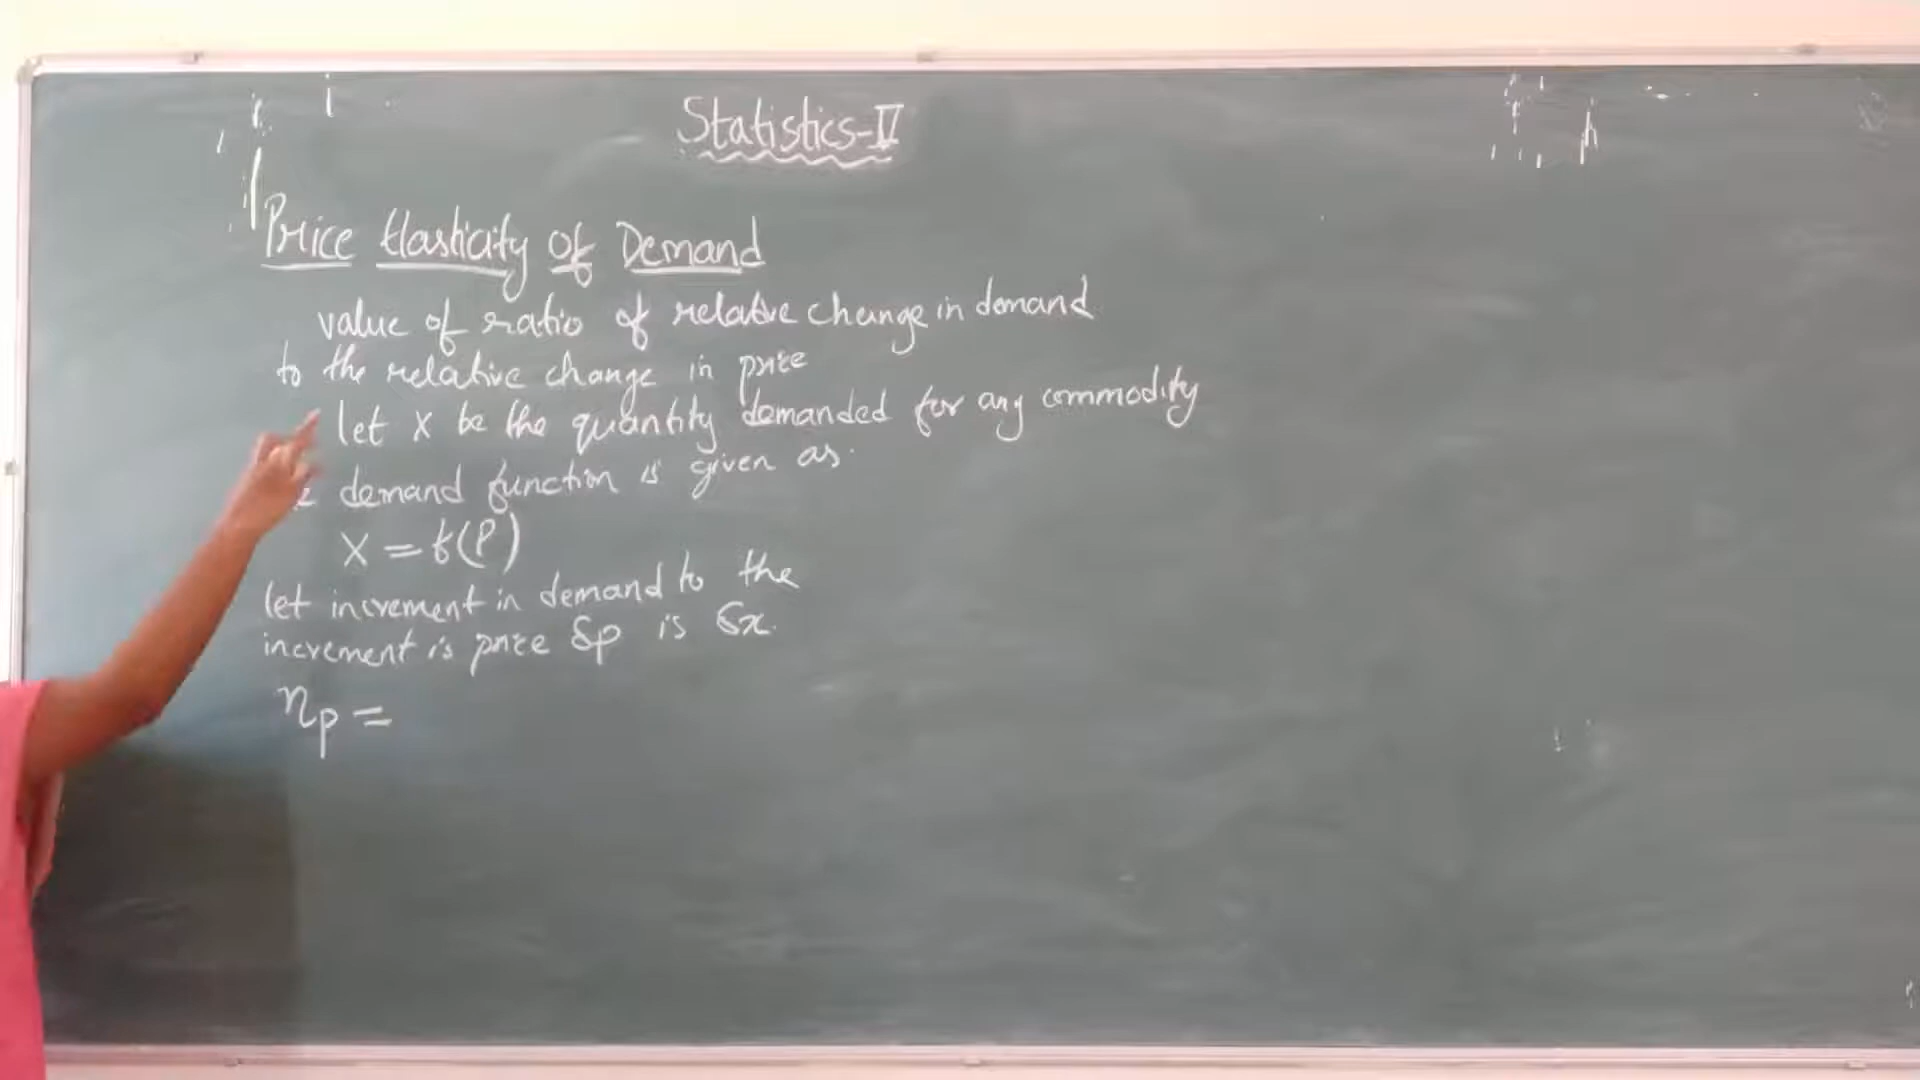 Statistics-IV
Price Elasticity of Demand
value of ratio of relative change in demand
to the relative change in price
let X be the quantity demanded for any commodity
demand function is given as.
X = f(P)
let increment in demand to the
increment is price δp is δx.
ηp =